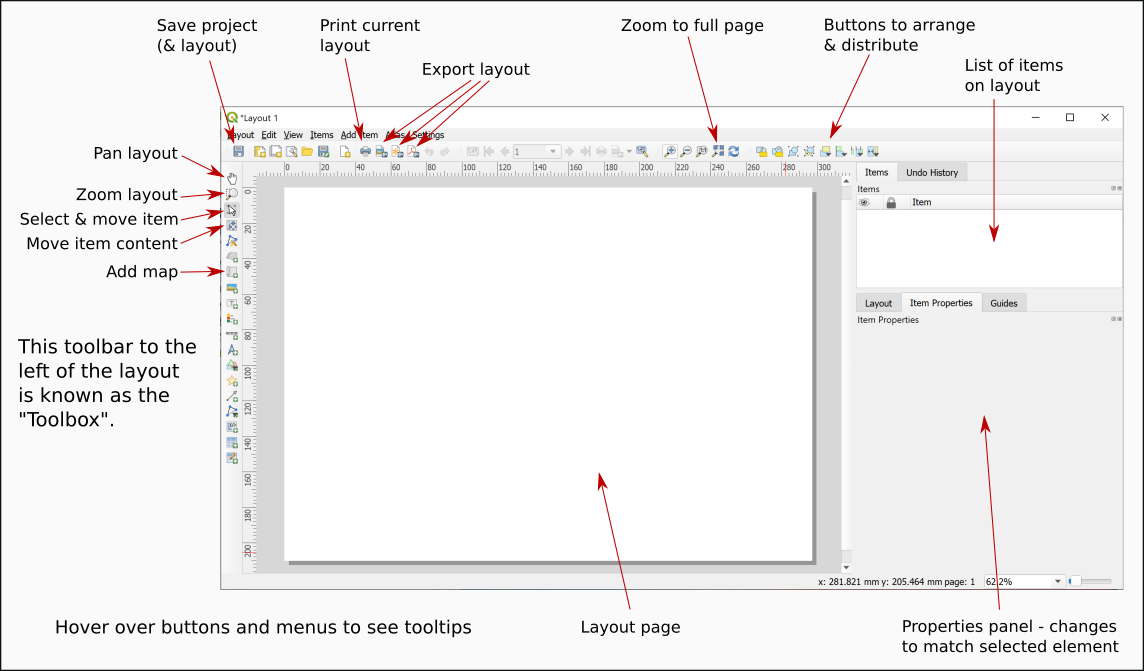 Save project
(& layout)
Print current
layout
Export layout
Zoom to full page
Buttons to arrange
& distribute
List of items
on layout
*Layout 1
Layout Edit View Items Add Item Settings
1
Pan layout
Zoom layout
Select & move item
Move item content
Add map
This toolbar to the
left of the layout
is known as the
"Toolbox".
0 20 40 60 80 100 120 140 160 180 200 220 240 260 280 300
0
20
40
60
80
100
120
140
160
180
200
Items Undo History
Items
Item
Layout Item Properties Guides
Item Properties
x: 281.821 mm y: 205.464 mm page: 1 62.2%
Hover over buttons and menus to see tooltips
Layout page
Properties panel - changes
to match selected element